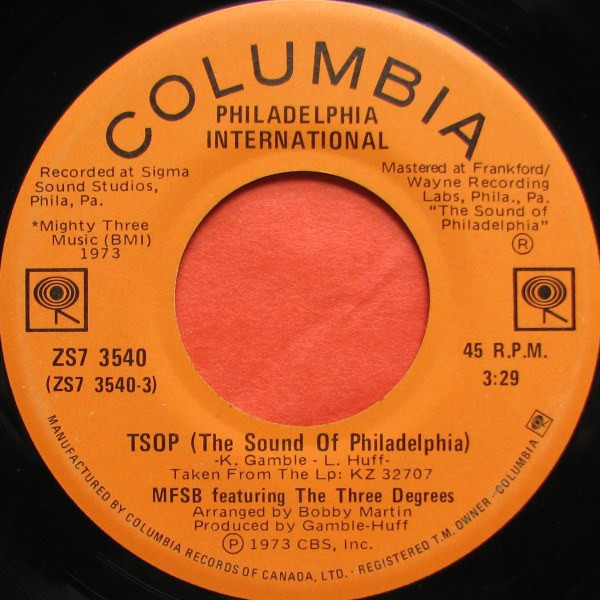 COLUMBIA
PHILADELPHIA
INTERNATIONAL
Recorded at Sigma
Sound Studios,
Phila, Pa.
*Mighty Three
Music (BMI)
1973
Mastered at Frankford/
Wayne Recording
Labs, Phila., Pa.
"The Sound of
Philadelphia"
®
ZS7 3540
(ZS7 3540-3)
45 R.P.M.
3:29
TSOP (The Sound Of Philadelphia)
-K. Gamble - L. Huff-
Taken From The Lp: KZ 32707
MFSB featuring The Three Degrees
Arranged by Bobby Martin
Produced by Gamble-Huff
℗ 1973 CBS, Inc.
MANUFACTURED BY COLUMBIA RECORDS OF CANADA, LTD. - REGISTERED T.M. OWNER - COLUMBIA